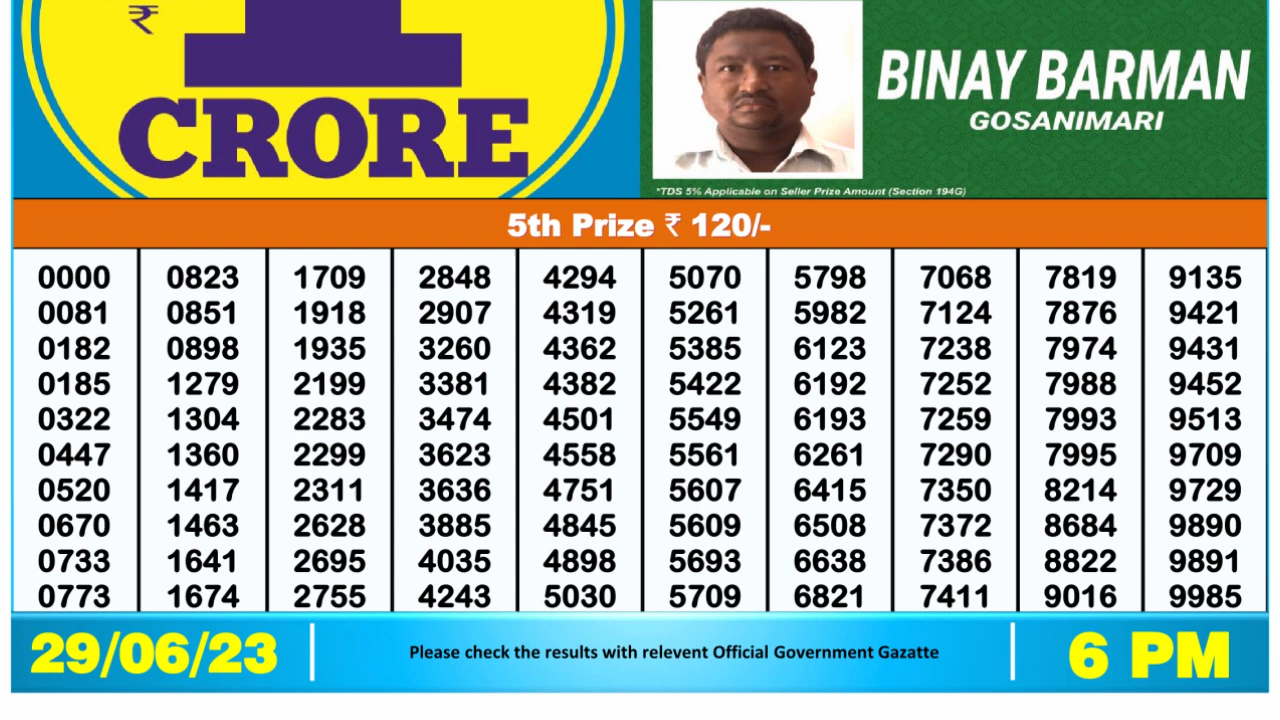 ₹
1
CRORE
BINAY BARMAN
GOSANIMARI
*TDS 5% Applicable on Seller Prize Amount (Section 194G)
5th Prize ₹ 120/-
0000 0823 1709 2848 4294 5070 5798 7068 7819 9135
0081 0851 1918 2907 4319 5261 5982 7124 7876 9421
0182 0898 1935 3260 4362 5385 6123 7238 7974 9431
0185 1279 2199 3381 4382 5422 6192 7252 7988 9452
0322 1304 2283 3474 4501 5549 6193 7259 7993 9513
0447 1360 2299 3623 4558 5561 6261 7290 7995 9709
0520 1417 2311 3636 4751 5607 6415 7350 8214 9729
0670 1463 2628 3885 4845 5609 6508 7372 8684 9890
0733 1641 2695 4035 4898 5693 6638 7386 8822 9891
0773 1674 2755 4243 5030 5709 6821 7411 9016 9985
29/06/23 Please check the results with relevent Official Government Gazatte 6 PM